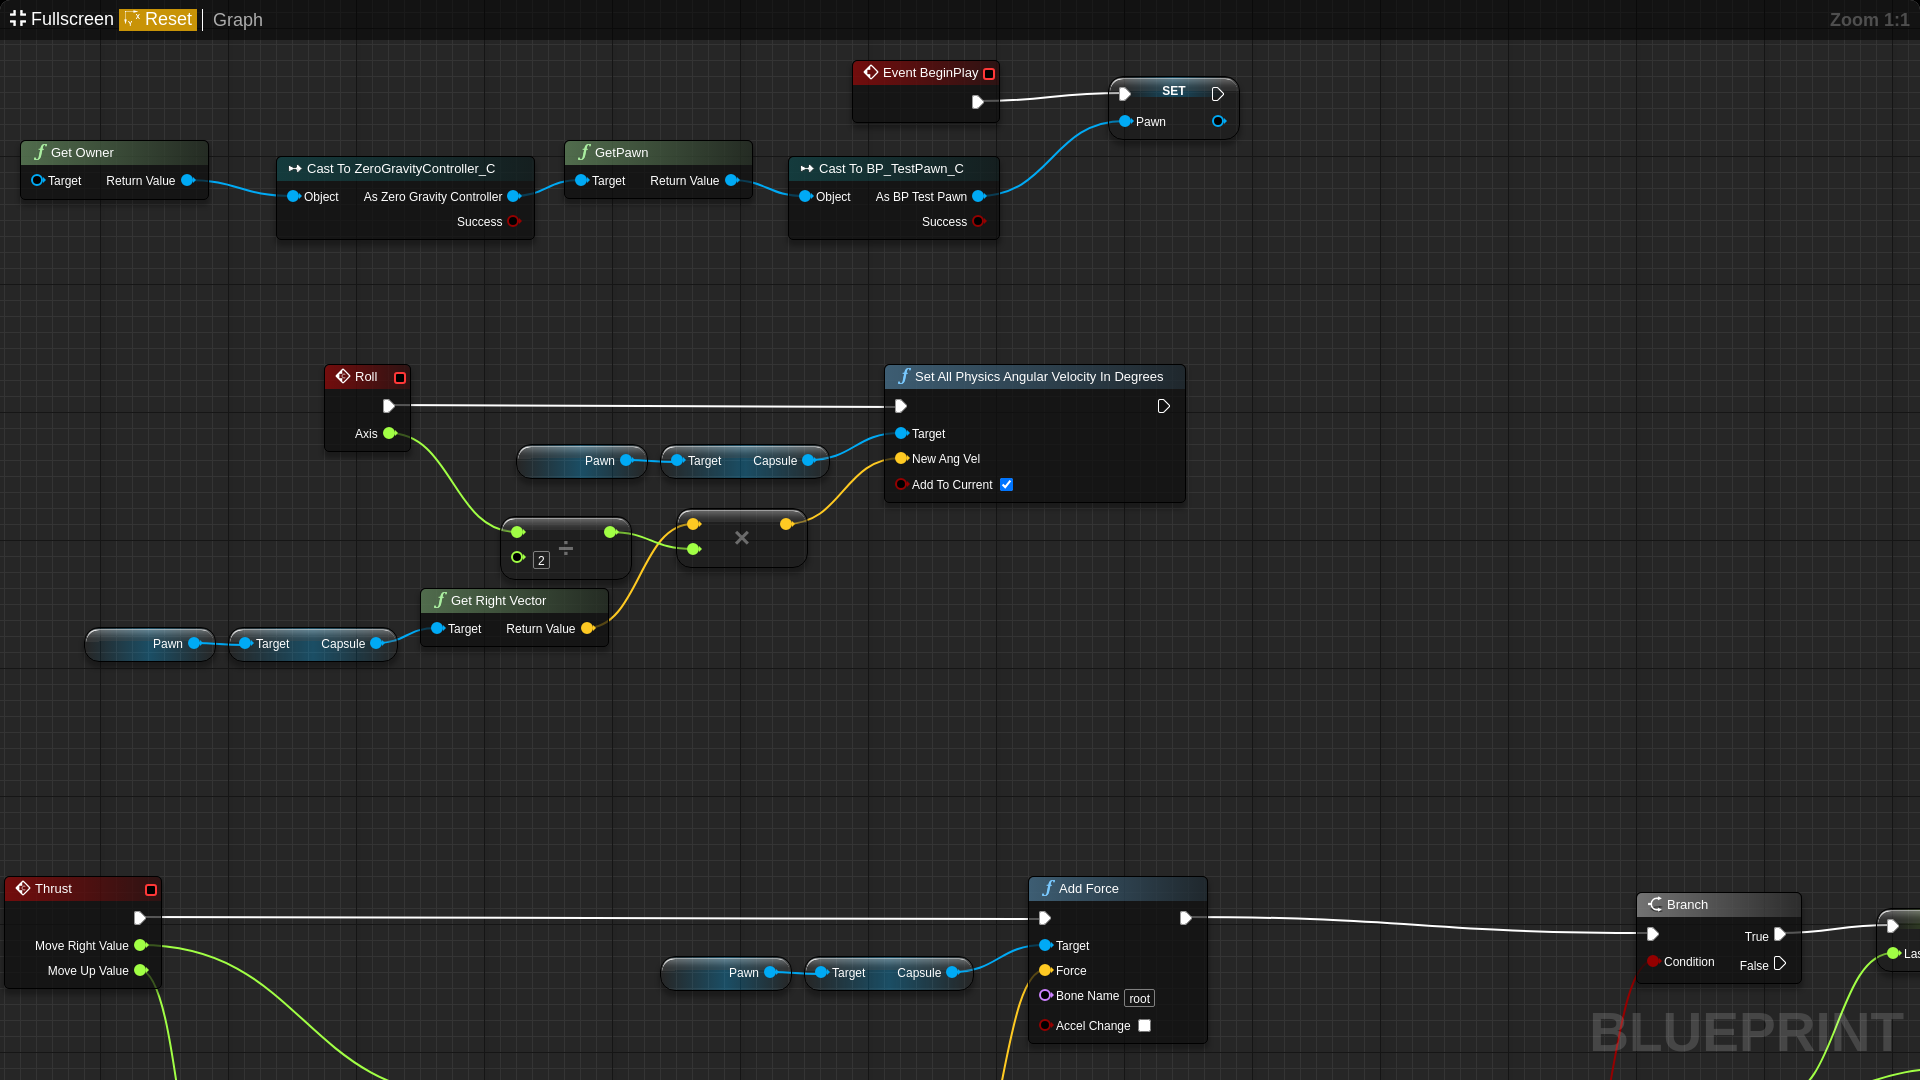 Fullscreen Reset Graph
Zoom 1:1
Event BeginPlay
SET
Pawn
Get Owner
Target Return Value
Cast To ZeroGravityController_C
Object As Zero Gravity Controller
Success
GetPawn
Target Return Value
Cast To BP_TestPawn_C
Object As BP Test Pawn
Success
Roll
Axis
Set All Physics Angular Velocity In Degrees
Target
New Ang Vel
Add To Current
Pawn
Target Capsule
2 ÷
×
Get Right Vector
Target Return Value
Pawn
Target Capsule
Thrust
Move Right Value
Move Up Value
Pawn
Target Capsule
Add Force
Target
Force
Bone Name root
Accel Change
Branch
True
Condition False
BLUEPRINT